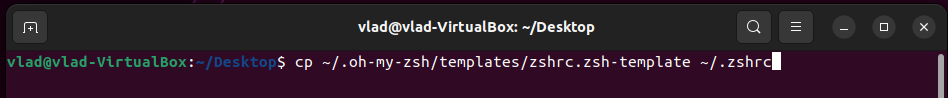 vlad@vlad-VirtualBox: ~/Desktop
vlad@vlad-VirtualBox:~/Desktop$ cp ~/.oh-my-zsh/templates/zshrc.zsh-template ~/.zshrc